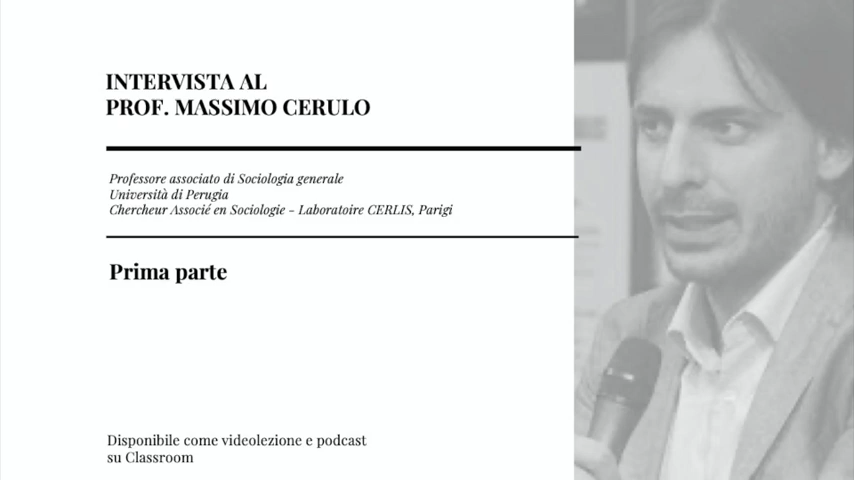 INTERVISTA AL
PROF. MASSIMO CERULO
Professore associato di Sociologia generale
Università di Perugia
Chercheur Associé en Sociologie - Laboratoire CERLIS, Parigi
Prima parte
Disponibile come videolezione e podcast
su Classroom